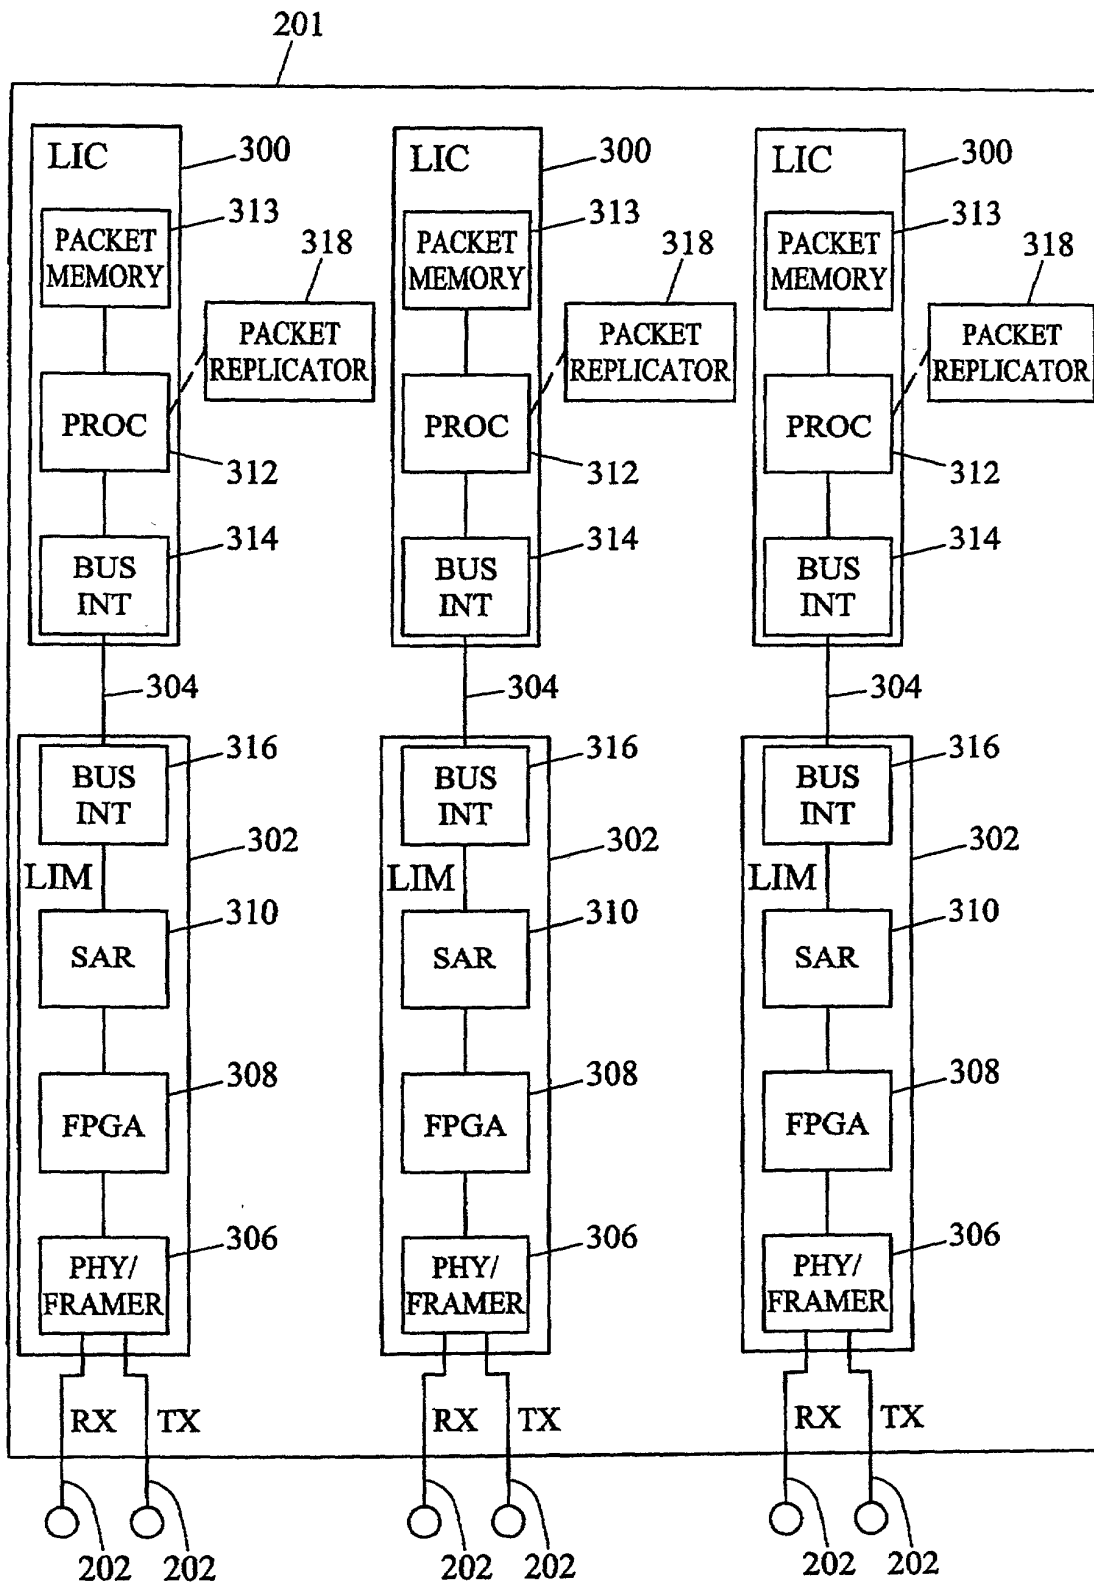 201
LIC
300
LIC
300
LIC
300
313
313
313
PACKET
MEMORY
318
PACKET
MEMORY
318
PACKET
MEMORY
318
PACKET
REPLICATOR
PACKET
REPLICATOR
PACKET
REPLICATOR
PROC
PROC
PROC
312
312
312
314
314
314
BUS
INT
BUS
INT
BUS
INT
304
304
304
316
316
316
BUS
INT
BUS
INT
BUS
INT
302
302
302
LIM
LIM
LIM
310
310
310
SAR
SAR
SAR
308
308
308
FPGA
FPGA
FPGA
306
306
306
PHY/
FRAMER
PHY/
FRAMER
PHY/
FRAMER
RX
TX
RX
TX
RX
TX
202
202
202
202
202
202